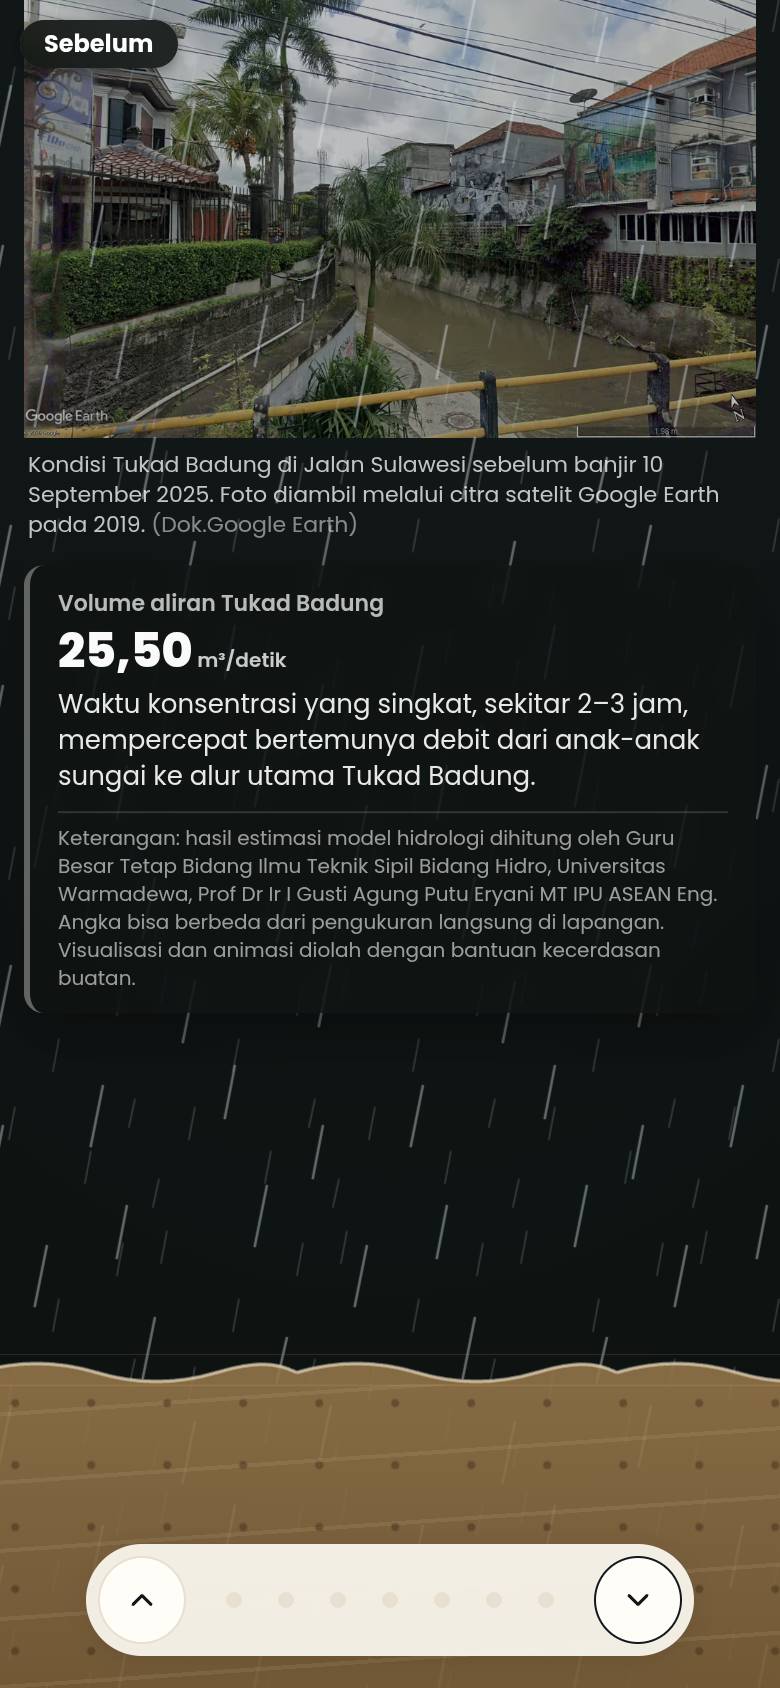 Sebelum
Google Earth
1.98 m
N
Kondisi Tukad Badung di Jalan Sulawesi sebelum banjir 10
September 2025. Foto diambil melalui citra satelit Google Earth
pada 2019. (Dok.Google Earth)
Volume aliran Tukad Badung
25,50 m³/detik
Waktu konsentrasi yang singkat, sekitar 2–3 jam,
mempercepat bertemunya debit dari anak-anak
sungai ke alur utama Tukad Badung.
Keterangan: hasil estimasi model hidrologi dihitung oleh Guru
Besar Tetap Bidang Ilmu Teknik Sipil Bidang Hidro, Universitas
Warmadewa, Prof Dr Ir I Gusti Agung Putu Eryani MT IPU ASEAN Eng.
Angka bisa berbeda dari pengukuran langsung di lapangan.
Visualisasi dan animasi diolah dengan bantuan kecerdasan
buatan.